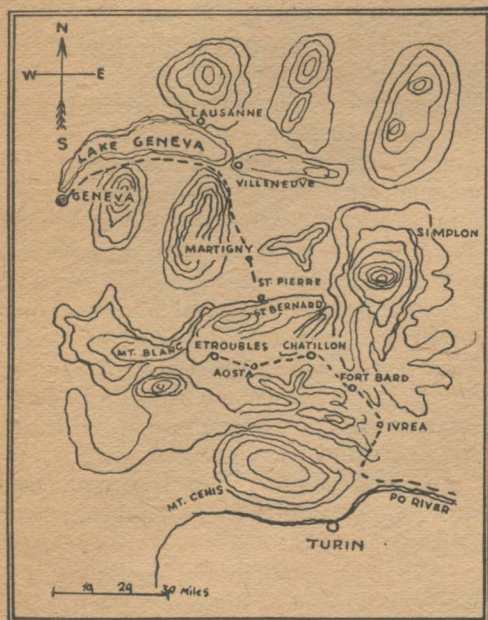 N
W E
S
LAUSANNE
LAKE GENEVA
VILLENEUVE
GENEVA
SIMPLON
MARTIGNY
ST. PIERRE
ST BERNARD
MT. BLANC
ETROUBLES
CHATILLON
AOSTA
FORT BARD
IVREA
MT. CENIS
PO RIVER
TURIN
10 20 30 MILES